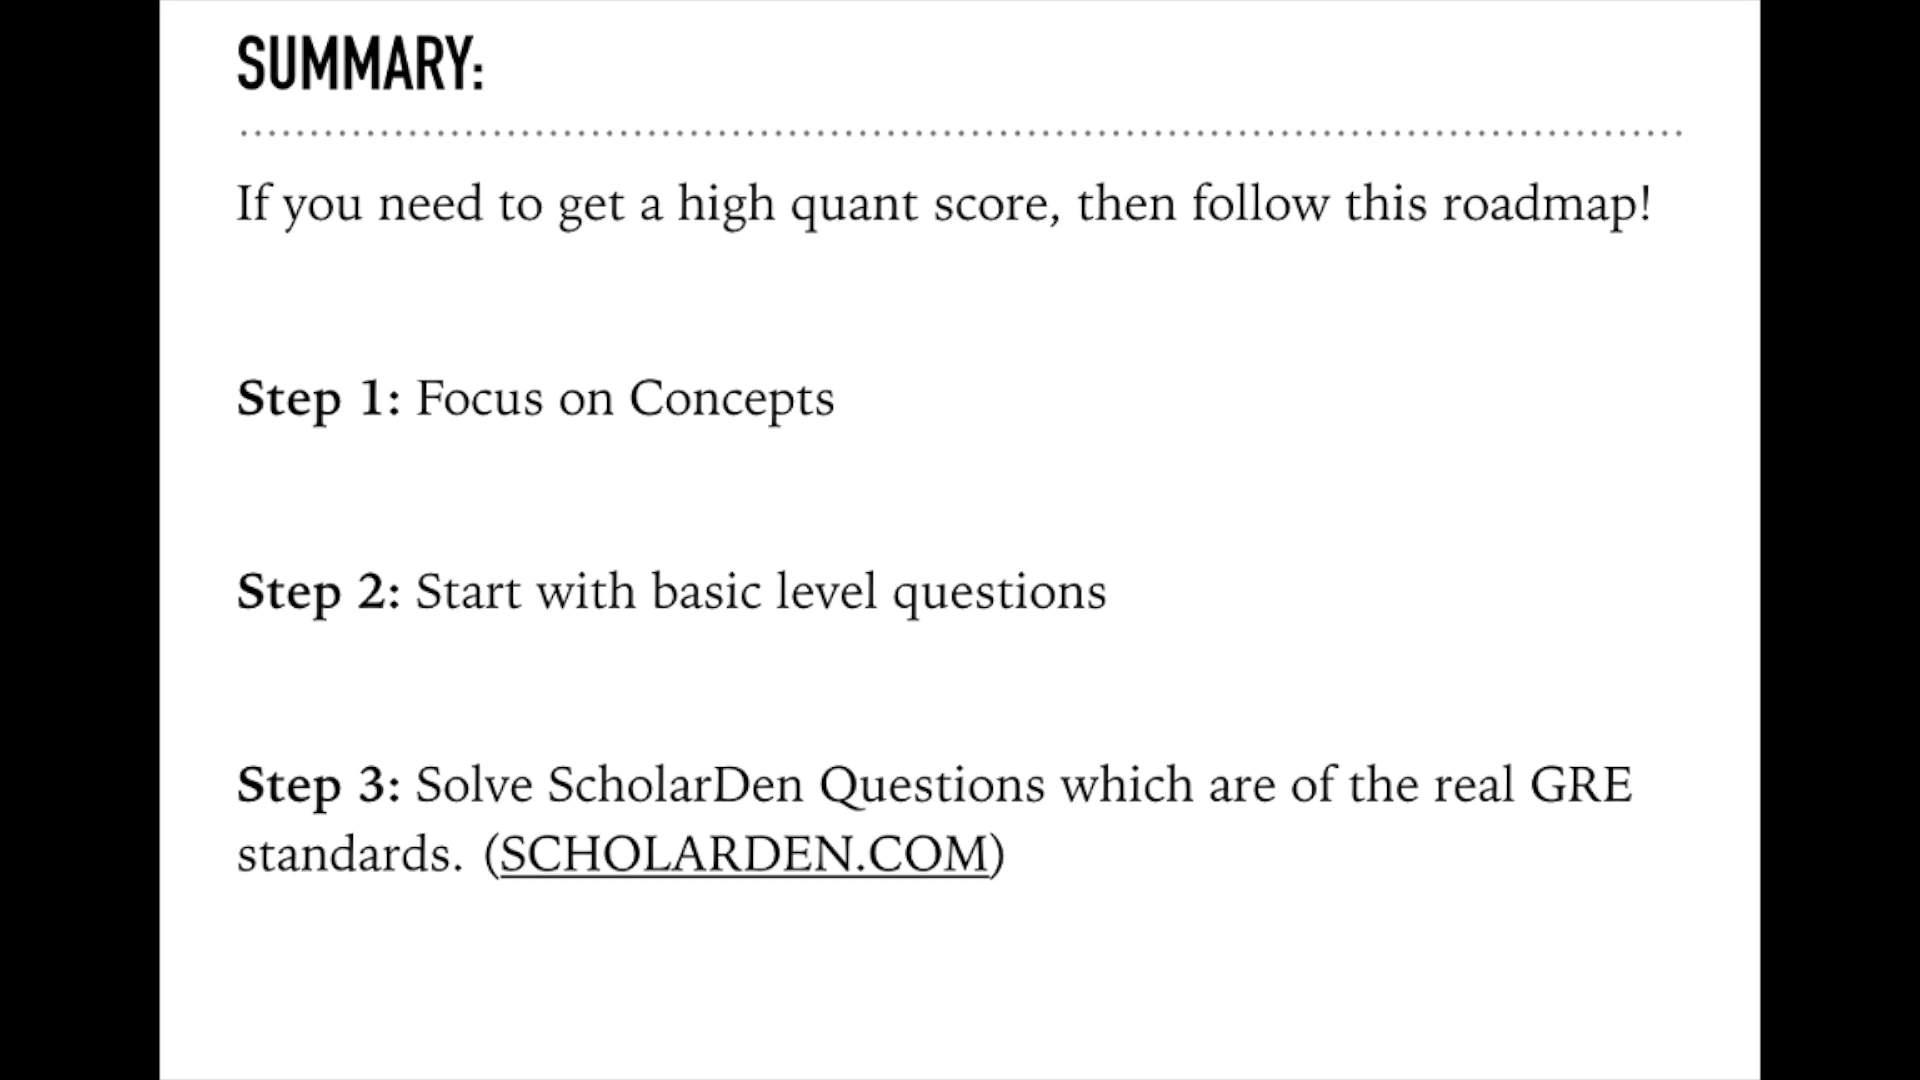 SUMMARY:
If you need to get a high quant score, then follow this roadmap!
Step 1: Focus on Concepts
Step 2: Start with basic level questions
Step 3: Solve ScholarDen Questions which are of the real GRE
standards. (SCHOLARDEN.COM)